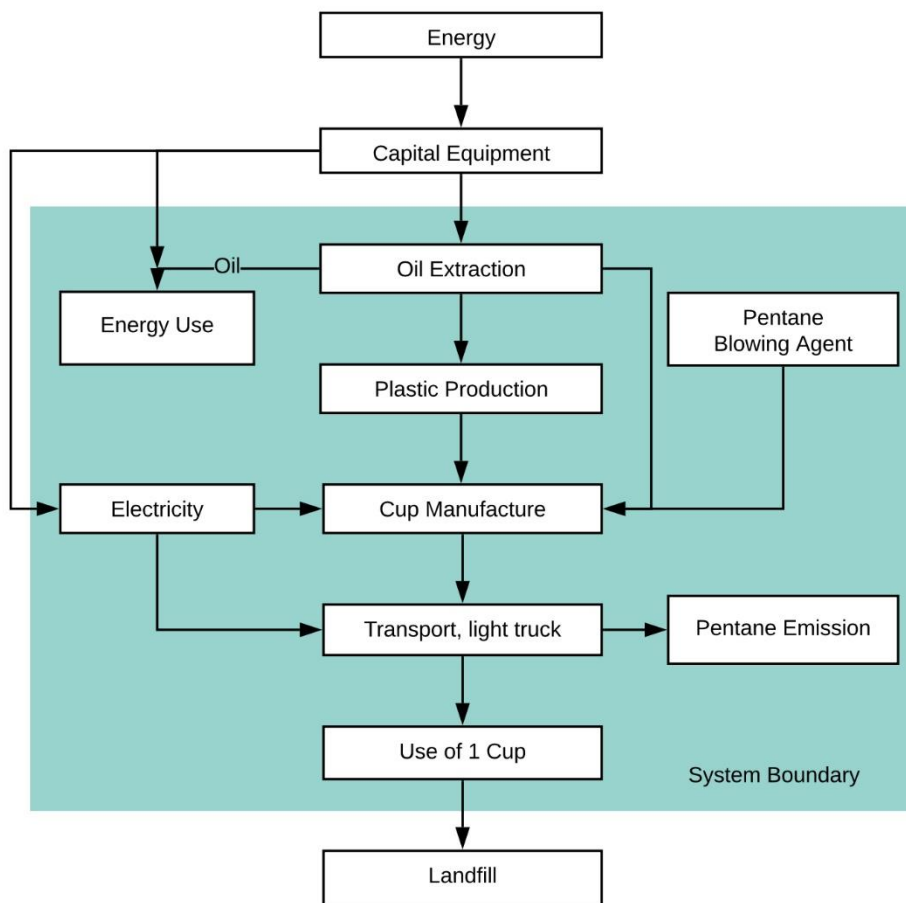 Energy
Capital Equipment
Oil
Oil Extraction
Energy Use
Pentane
Blowing Agent
Plastic Production
Electricity
Cup Manufacture
Transport, light truck
Pentane Emission
Use of 1 Cup
System Boundary
Landfill